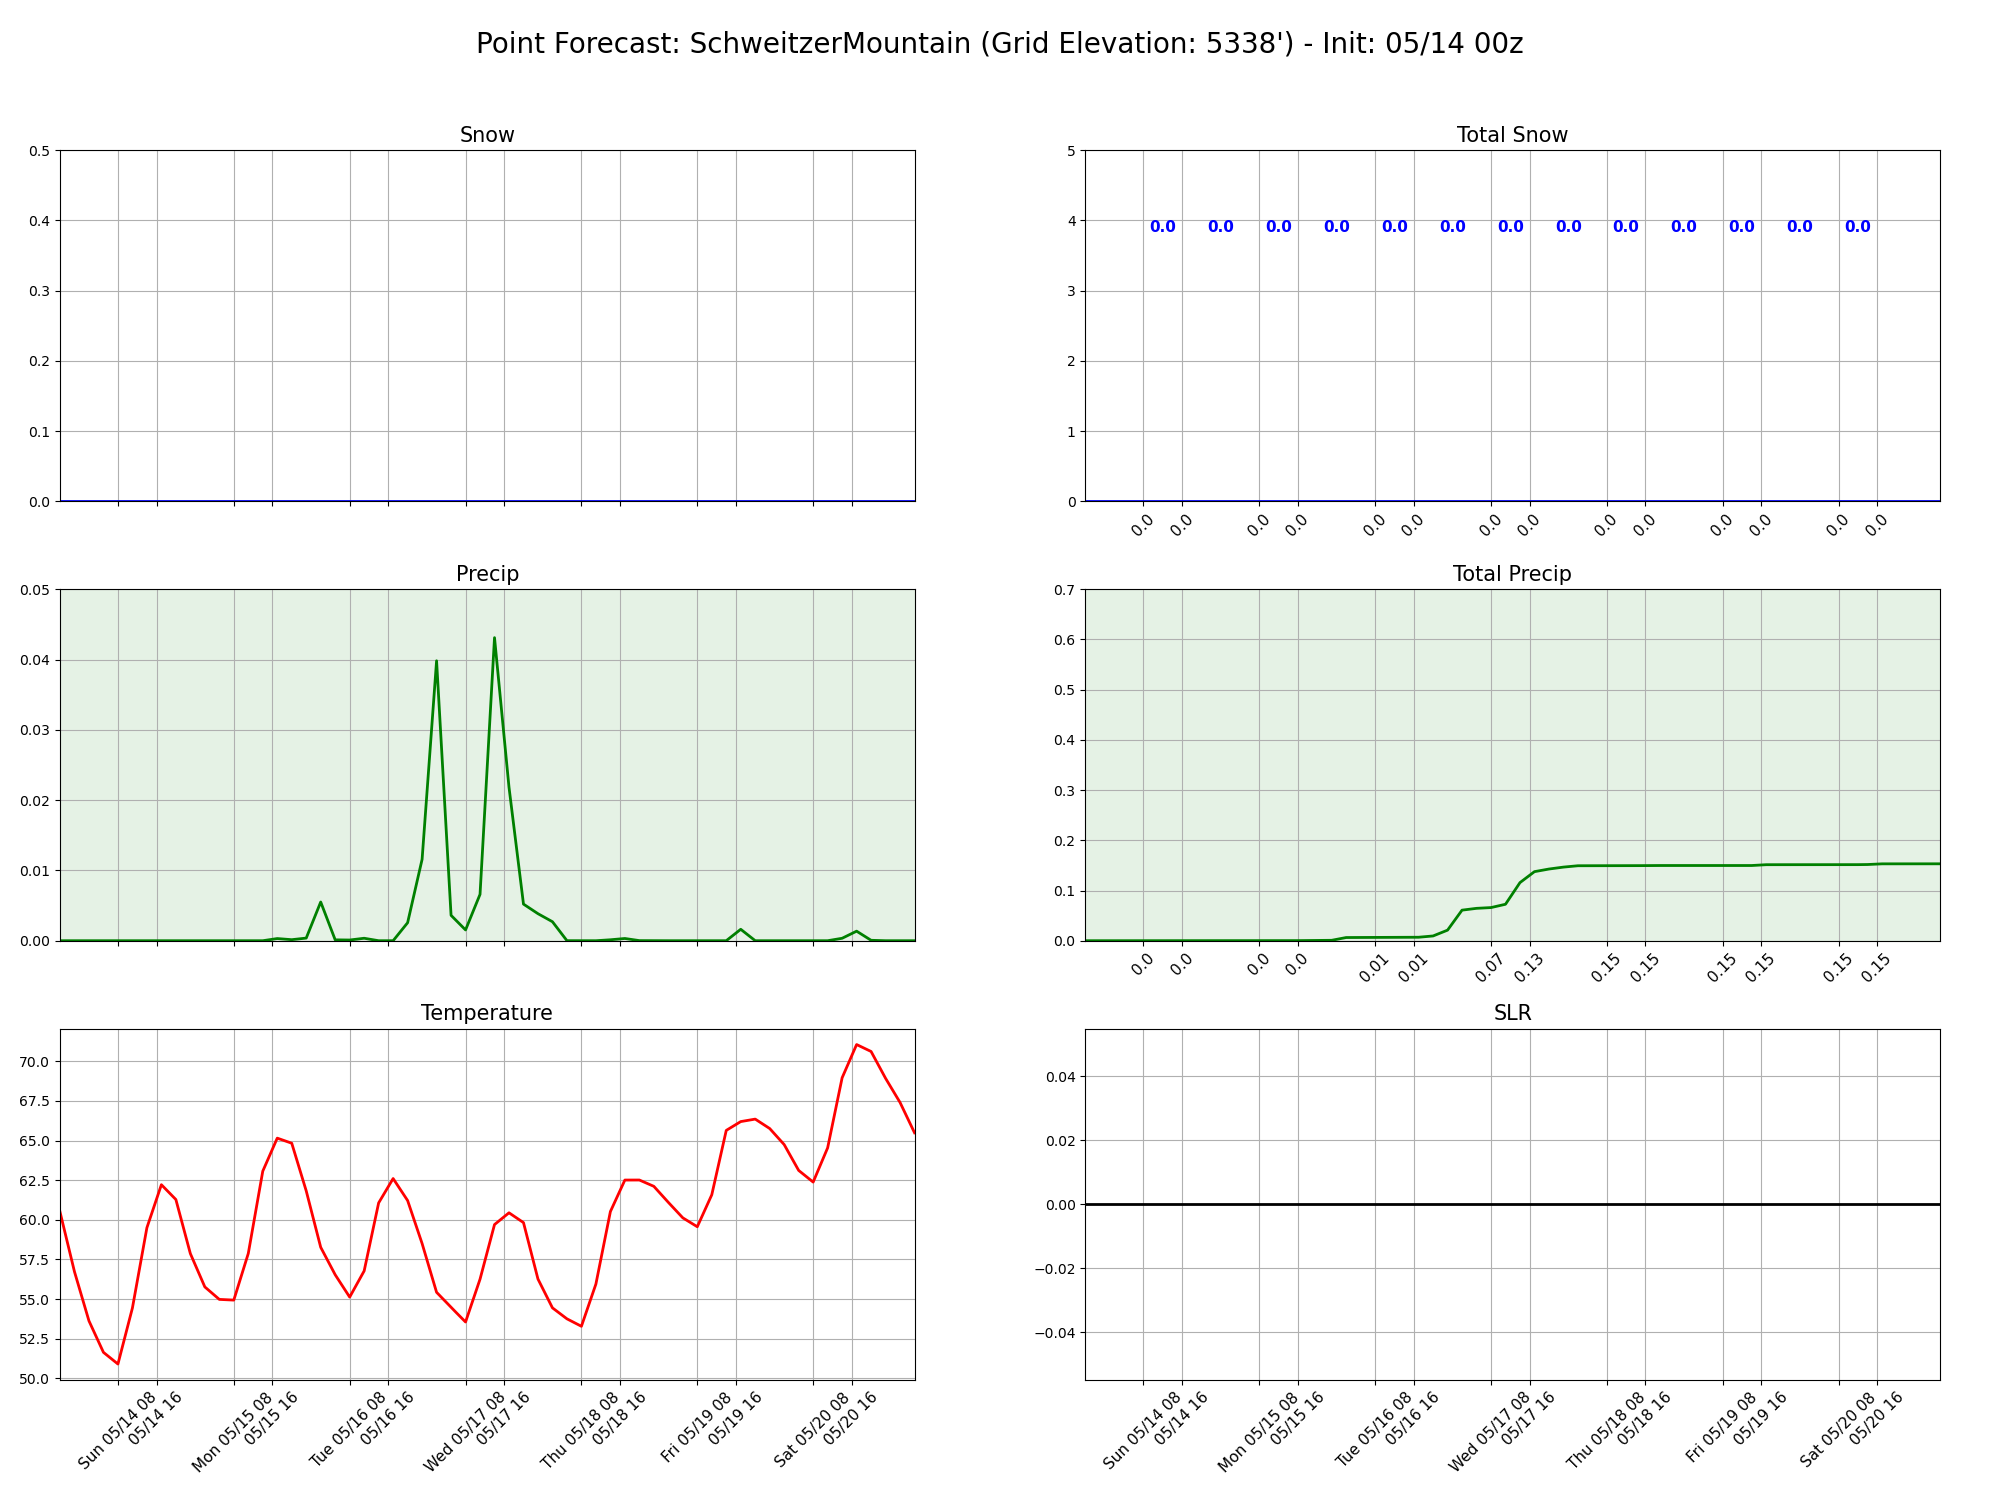 Point Forecast: SchweitzerMountain (Grid Elevation: 5338') - Init: 05/14 00z
Snow
0.5
0.4
0.3
0.2
0.1
0.0
Total Snow
5
4
3
2
1
0
0.0 0.0 0.0 0.0 0.0 0.0 0.0 0.0 0.0 0.0 0.0 0.0 0.0
0.0 0.0 0.0 0.0 0.0 0.0 0.0 0.0 0.0 0.0 0.0 0.0 0.0 0.0
Precip
0.05
0.04
0.03
0.02
0.01
0.00
Total Precip
0.7
0.6
0.5
0.4
0.3
0.2
0.1
0.0
0.0 0.0 0.0 0.0 0.01 0.01 0.07 0.13 0.15 0.15 0.15 0.15 0.15 0.15
Temperature
70.0
67.5
65.0
62.5
60.0
57.5
55.0
52.5
50.0
Sun 05/14 08
05/14 16
Mon 05/15 08
05/15 16
Tue 05/16 08
05/16 16
Wed 05/17 08
05/17 16
Thu 05/18 08
05/18 16
Fri 05/19 08
05/19 16
Sat 05/20 08
05/20 16
SLR
0.04
0.02
0.00
−0.02
−0.04
Sun 05/14 08
05/14 16
Mon 05/15 08
05/15 16
Tue 05/16 08
05/16 16
Wed 05/17 08
05/17 16
Thu 05/18 08
05/18 16
Fri 05/19 08
05/19 16
Sat 05/20 08
05/20 16